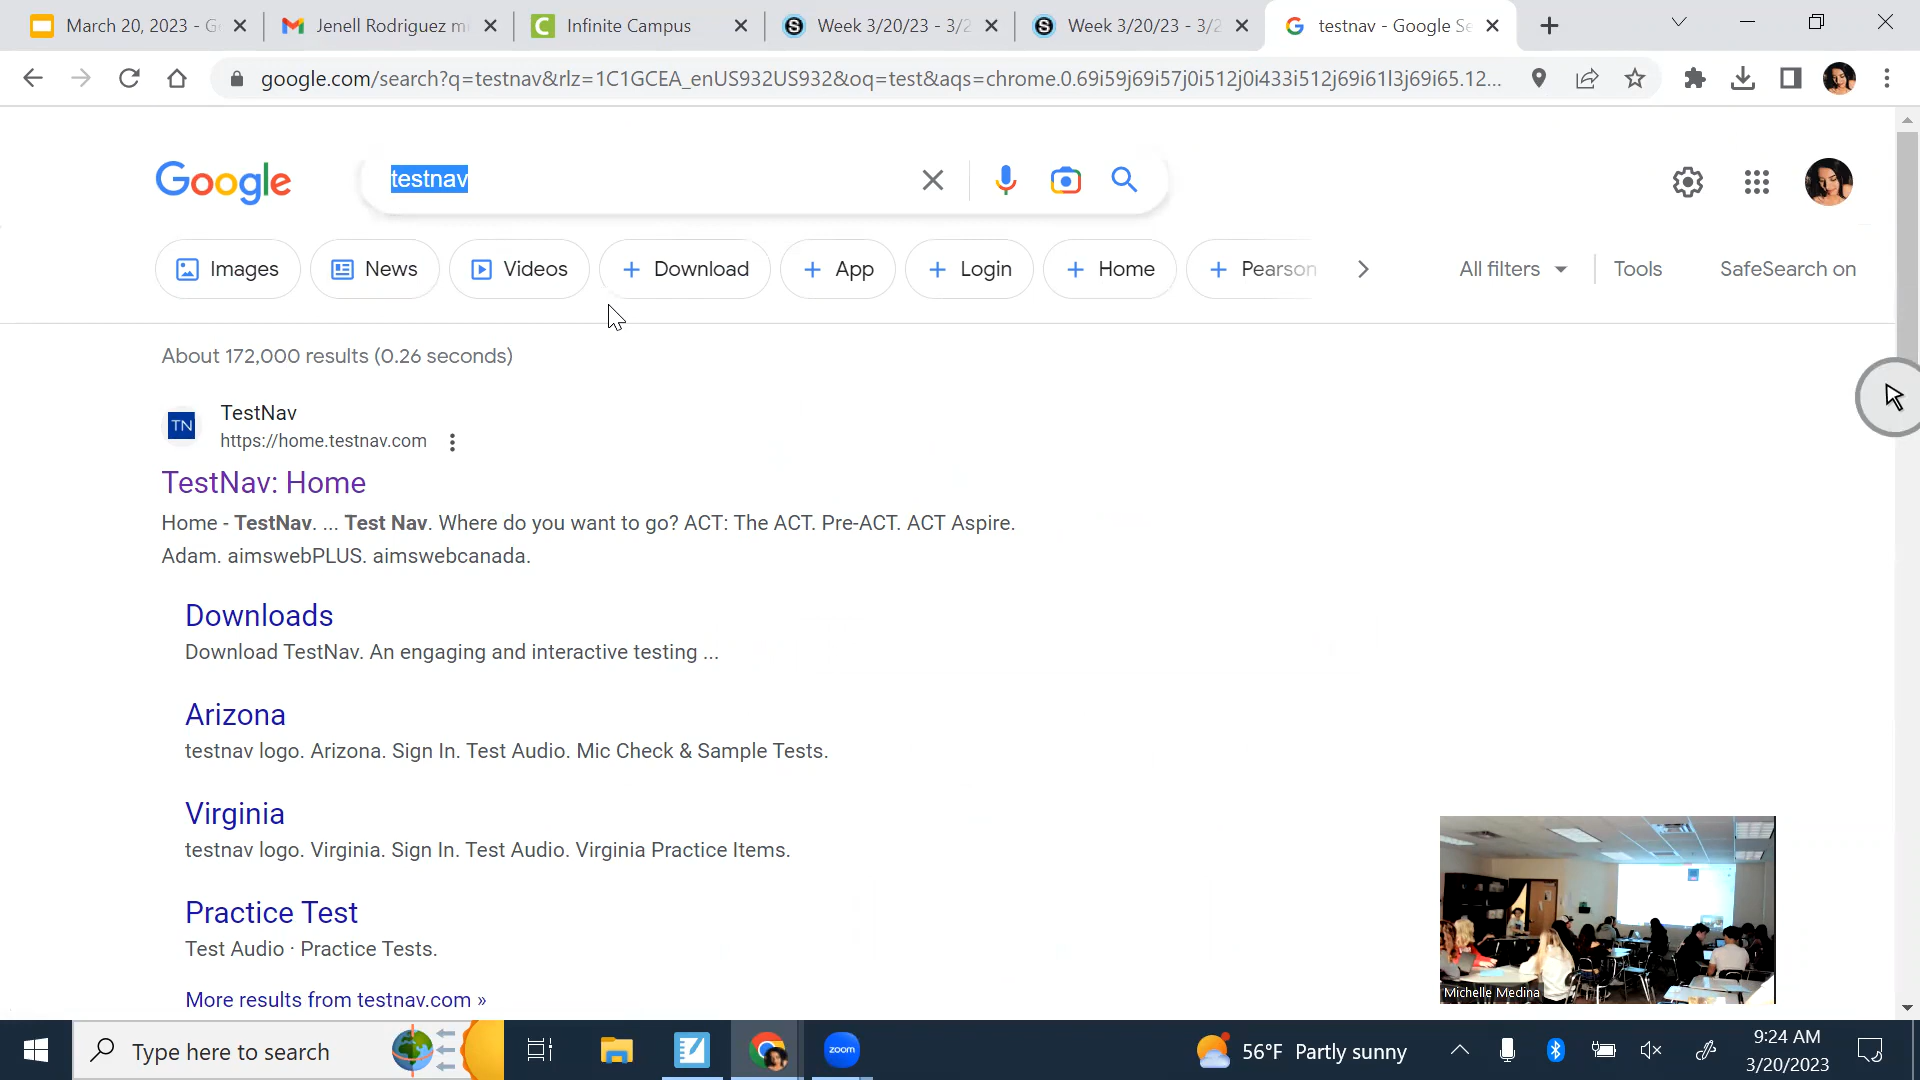 March 20, 2023 - G
Jenell Rodriguez m
Infinite Campus
Week 3/20/23 - 3/2
Week 3/20/23 - 3/2
testnav - Google Se
google.com/search?q=testnav&rlz=1C1GCEA_enUS932US932&oq=test&aqs=chrome.0.69i59j69i57j0i512j0i433i512j69i61l3j69i65.12...
Google
testnav
Images
News
Videos
+ Download
+ App
+ Login
+ Home
+ Pearson
All filters
Tools
SafeSearch on
About 172,000 results (0.26 seconds)
TN
TestNav
https://home.testnav.com
TestNav: Home
Home - TestNav. ... Test Nav. Where do you want to go? ACT: The ACT. Pre-ACT. ACT Aspire.
Adam. aimswebPLUS. aimswebcanada.
Downloads
Download TestNav. An engaging and interactive testing ...
Arizona
testnav logo. Arizona. Sign In. Test Audio. Mic Check & Sample Tests.
Virginia
testnav logo. Virginia. Sign In. Test Audio. Virginia Practice Items.
Practice Test
Test Audio · Practice Tests.
More results from testnav.com »
Michelle Medina
Type here to search
zoom
56°F Partly sunny
9:24 AM
3/20/2023